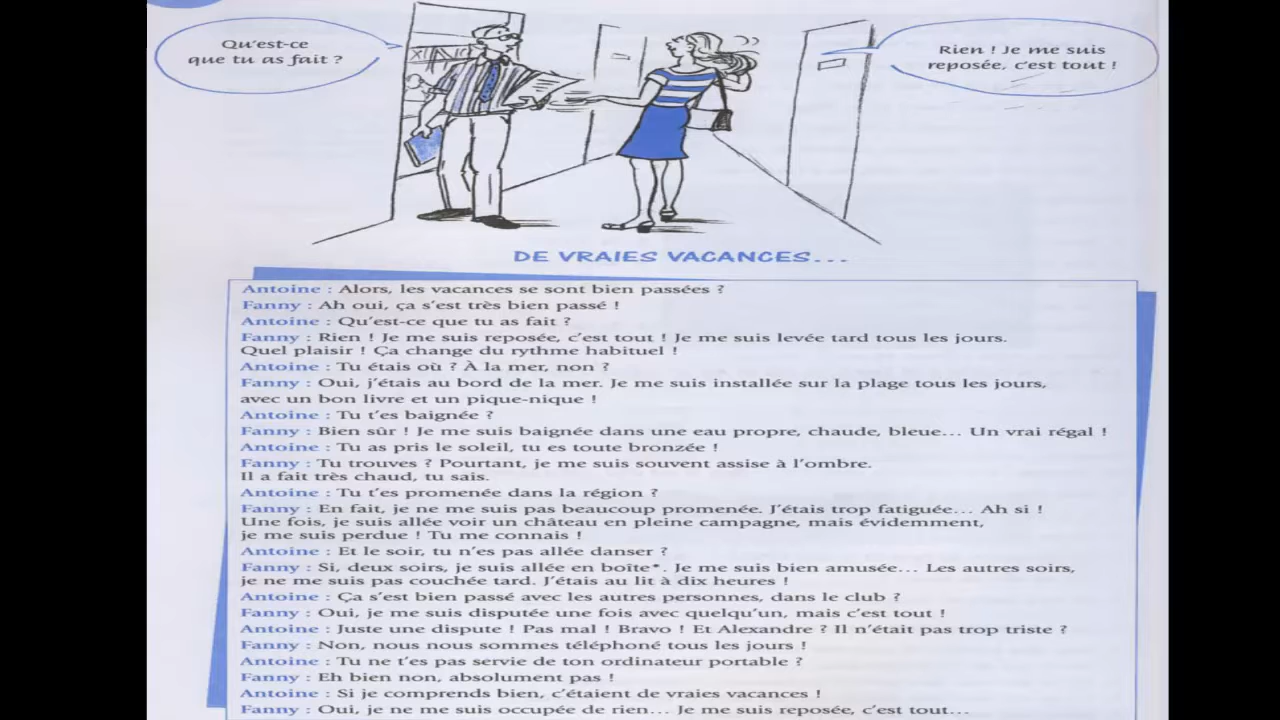 Qu'est-ce
que tu as fait ?
Rien ! Je me suis
reposée, c'est tout !
DE VRAIES VACANCES...
Antoine : Alors, les vacances se sont bien passées ?
Fanny : Ah oui, ça s'est très bien passé !
Antoine : Qu'est-ce que tu as fait ?
Fanny : Rien ! Je me suis reposée, c'est tout ! Je me suis levée tard tous les jours.
Quel plaisir ! Ça change du rythme habituel !
Antoine : Tu étais où ? À la mer, non ?
Fanny : Oui, j'étais au bord de la mer. Je me suis installée sur la plage tous les jours,
avec un bon livre et un pique-nique !
Antoine : Tu t'es baignée ?
Fanny : Bien sûr ! Je me suis baignée dans une eau propre, chaude, bleue... Un vrai régal !
Antoine : Tu as pris le soleil, tu es toute bronzée !
Fanny : Tu trouves ? Pourtant, je me suis souvent assise à l'ombre.
Il a fait très chaud, tu sais.
Antoine : Tu t'es promenée dans la région ?
Fanny : En fait, je ne me suis pas beaucoup promenée. J'étais trop fatiguée... Ah si !
Une fois, je suis allée voir un château en pleine campagne, mais évidemment,
je me suis perdue ! Tu me connais !
Antoine : Et le soir, tu n'es pas allée danser ?
Fanny : Si, deux soirs, je suis allée en boîte*. Je me suis bien amusée... Les autres soirs,
je ne me suis pas couchée tard. J'étais au lit à dix heures !
Antoine : Ça s'est bien passé avec les autres personnes, dans le club ?
Fanny : Oui, je me suis disputée une fois avec quelqu'un, mais c'est tout !
Antoine : Juste une dispute ! Pas mal ! Bravo ! Et Alexandre ? Il n'était pas trop triste ?
Fanny : Non, nous nous sommes téléphoné tous les jours !
Antoine : Tu ne t'es pas servie de ton ordinateur portable ?
Fanny : Eh bien non, absolument pas !
Antoine : Si je comprends bien, c'étaient de vraies vacances !
Fanny : Oui, je ne me suis occupée de rien... Je me suis reposée, c'est tout...